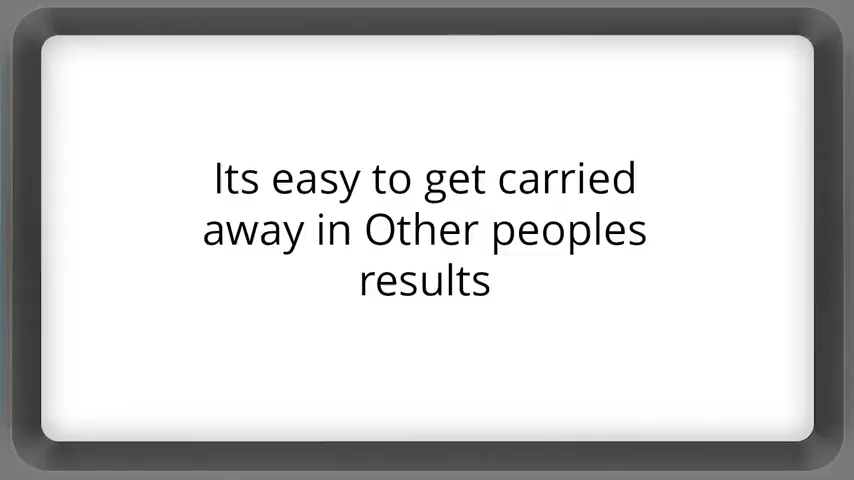 Its easy to get carried
away in Other peoples
results